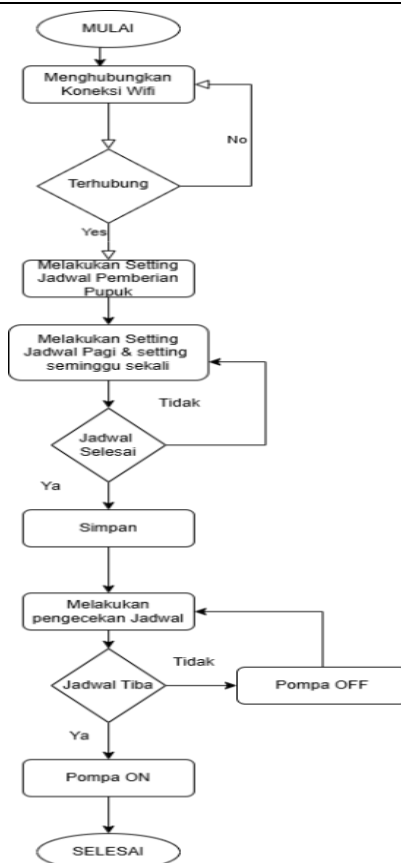 MULAI
Menghubungkan
Koneksi Wifi
No
Terhubung
Yes
Melakukan Setting
Jadwal Pemberian
Pupuk
Melakukan Setting
Jadwal Pagi & setting
seminggu sekali
Tidak
Jadwal
Selesai
Ya
Simpan
Melakukan
pengecekan Jadwal
Tidak
Jadwal Tiba
Pompa OFF
Ya
Pompa ON
SELESAI